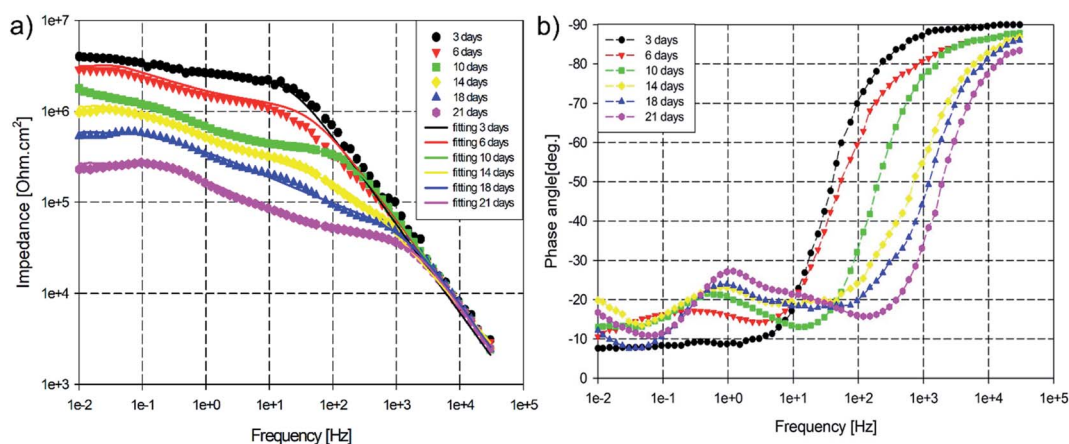 a)
Impedance [Ohm.cm²]
1e+7
1e+6
1e+5
1e+4
1e+3
3 days
6 days
10 days
14 days
18 days
21 days
fitting 3 days
fitting 6 days
fitting 10 days
fitting 14 days
fitting 18 days
fitting 21 days
1e-2 1e-1 1e+0 1e+1 1e+2 1e+3 1e+4 1e+5
Frequency [Hz]
b)
Phase angle[deg.]
-90
-80
-70
-60
-50
-40
-30
-20
-10
0
3 days
6 days
10 days
14 days
18 days
21 days
1e-2 1e-1 1e+0 1e+1 1e+2 1e+3 1e+4 1e+5
Frequency [Hz]